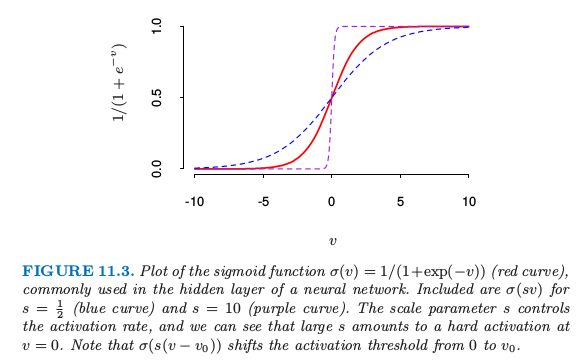 1/(1 + e^{-v})
0.0 0.5 1.0
-10 -5 0 5 10
v
FIGURE 11.3. Plot of the sigmoid function σ(v) = 1/(1+exp(−v)) (red curve),
commonly used in the hidden layer of a neural network. Included are σ(sv) for
s = 1/2 (blue curve) and s = 10 (purple curve). The scale parameter s controls
the activation rate, and we can see that large s amounts to a hard activation at
v = 0. Note that σ(s(v − v₀)) shifts the activation threshold from 0 to v₀.